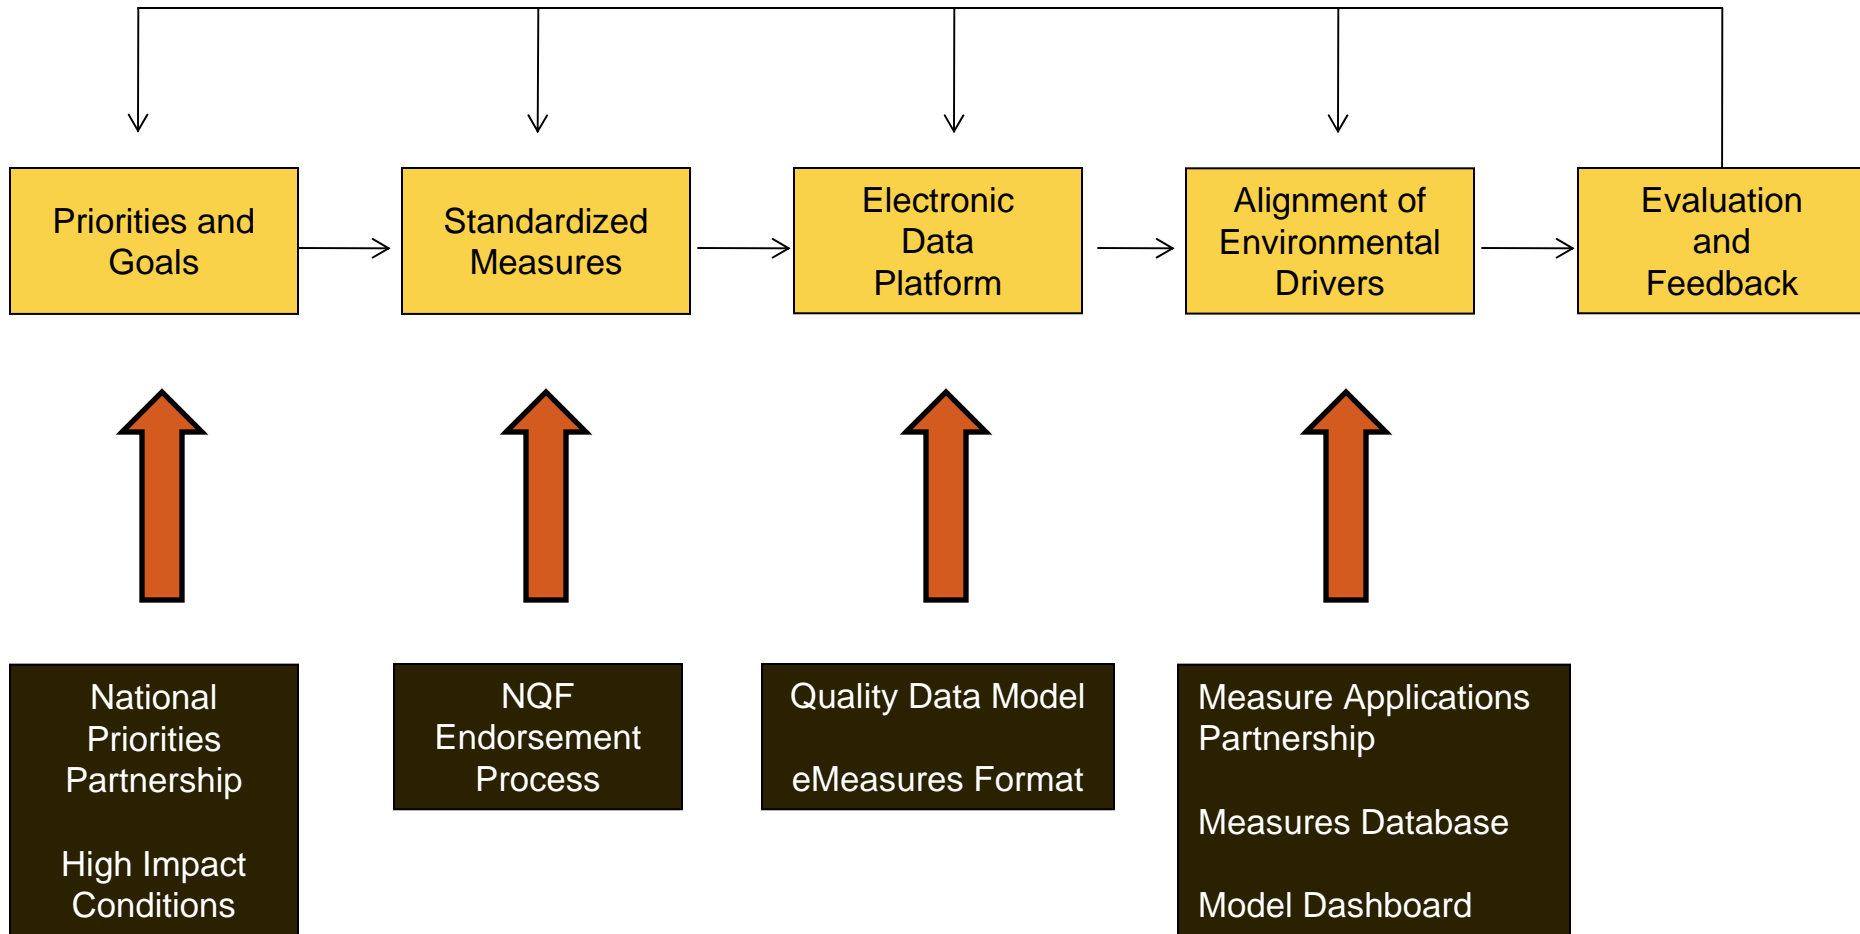 Priorities and
Goals
Standardized
Measures
Electronic
Data
Platform
Alignment of
Environmental
Drivers
Evaluation
and
Feedback
National
Priorities
Partnership
High Impact
Conditions
NQF
Endorsement
Process
Quality Data Model
eMeasures Format
Measure Applications
Partnership
Measures Database
Model Dashboard